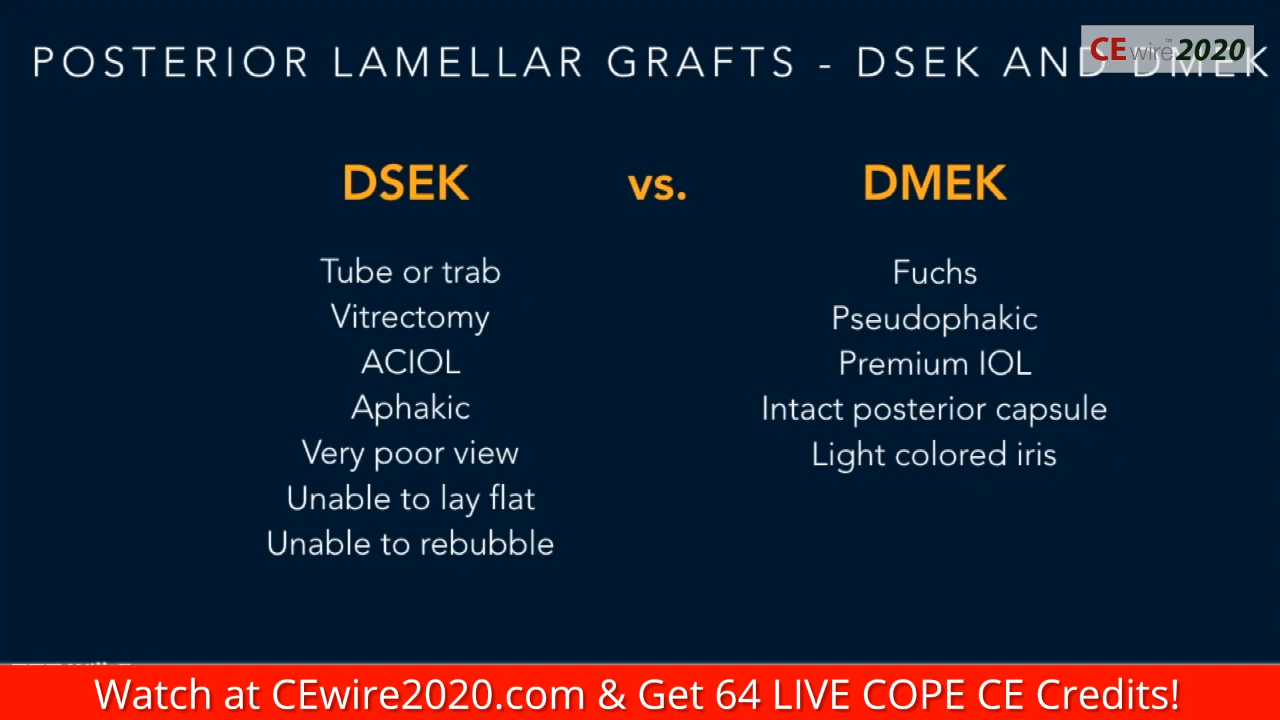 POSTERIOR LAMELLAR GRAFTS - DSEK AND DMEK
CEwire™2020
DSEK vs. DMEK
Tube or trab
Vitrectomy
ACIOL
Aphakic
Very poor view
Unable to lay flat
Unable to rebubble
Fuchs
Pseudophakic
Premium IOL
Intact posterior capsule
Light colored iris
Watch at CEwire2020.com & Get 64 LIVE COPE CE Credits!